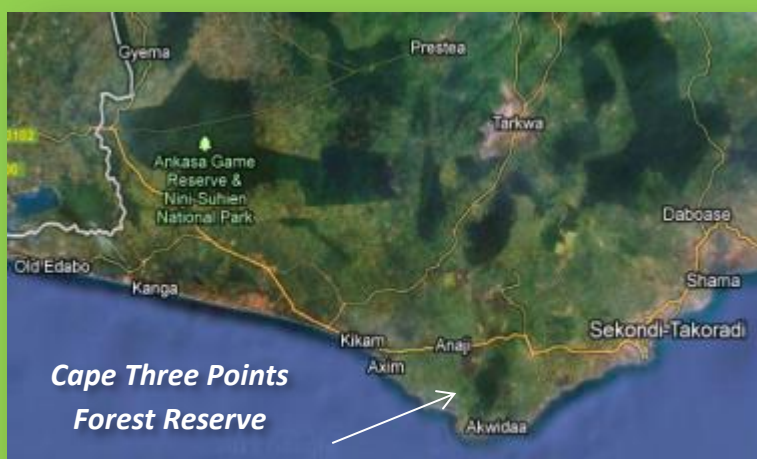 Gyema
Prestea
Tarkwa
Ankasa Game
Reserve &
Nini-Suhien
National Park
Daboase
Old Edabo
Kanga
Shama
Sekondi-Takoradi
Kikam
Anaji
Axim
Cape Three Points
Forest Reserve
Akwidaa